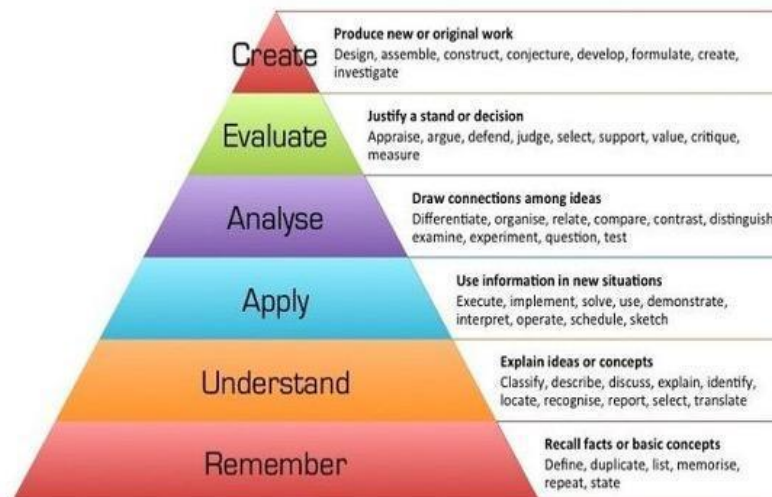 Create
Produce new or original work
Design, assemble, construct, conjecture, develop, formulate, create,
investigate
Evaluate
Justify a stand or decision
Appraise, argue, defend, judge, select, support, value, critique,
measure
Analyse
Draw connections among ideas
Differentiate, organise, relate, compare, contrast, distinguish
examine, experiment, question, test
Apply
Use information in new situations
Execute, implement, solve, use, demonstrate,
interpret, operate, schedule, sketch
Understand
Explain ideas or concepts
Classify, describe, discuss, explain, identify,
locate, recognise, report, select, translate
Remember
Recall facts or basic concepts
Define, duplicate, list, memorise,
repeat, state